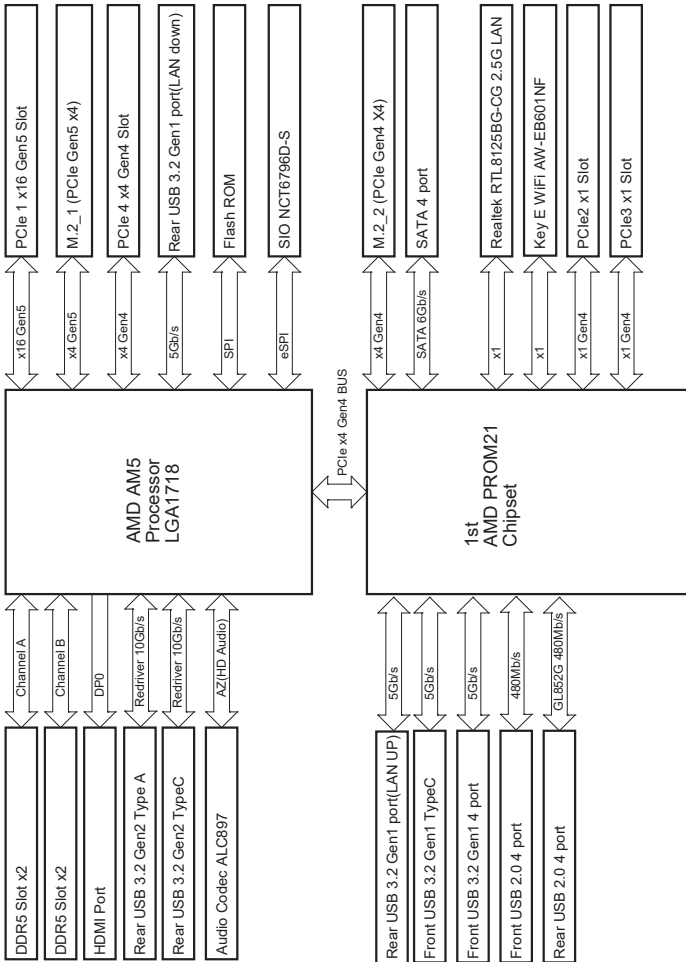 PCIe 1 x16 Gen5 Slot
M.2_1 (PCIe Gen5 x4)
PCIe 4 x4 Gen4 Slot
Rear USB 3.2 Gen1 port(LAN down)
Flash ROM
SIO NCT6796D-S
M.2_2 (PCIe Gen4 X4)
SATA 4 port
Realtek RTL8125BG-CG 2.5G LAN
Key E WiFi AW-EB601NF
PCIe2 x1 Slot
PCIe3 x1 Slot
x16 Gen5
x4 Gen5
x4 Gen4
5Gb/s
SPI
eSPI
x4 Gen4
SATA 6Gb/s
x1
x1
x1 Gen4
x1 Gen4
AMD AM5
Processor
LGA1718
PCIe x4 Gen4 BUS
1st
AMD PROM21
Chipset
Channel A
Channel B
DP0
Redriver 10Gb/s
Redriver 10Gb/s
AZ(HD Audio)
5Gb/s
5Gb/s
5Gb/s
480Mb/s
GL852G 480Mb/s
DDR5 Slot x2
DDR5 Slot x2
HDMI Port
Rear USB 3.2 Gen2 Type A
Rear USB 3.2 Gen2 TypeC
Audio Codec ALC897
Rear USB 3.2 Gen1 port(LAN UP)
Front USB 3.2 Gen1 TypeC
Front USB 3.2 Gen1 4 port
Front USB 2.0 4 port
Rear USB 2.0 4 port